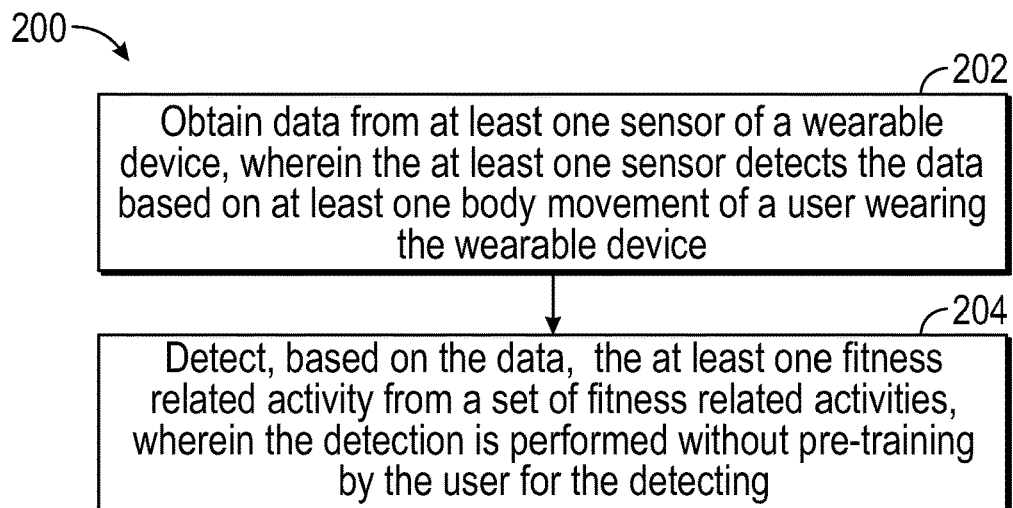 200
202
Obtain data from at least one sensor of a wearable
device, wherein the at least one sensor detects the data
based on at least one body movement of a user wearing
the wearable device
204
Detect, based on the data, the at least one fitness
related activity from a set of fitness related activities,
wherein the detection is performed without pre-training
by the user for the detecting